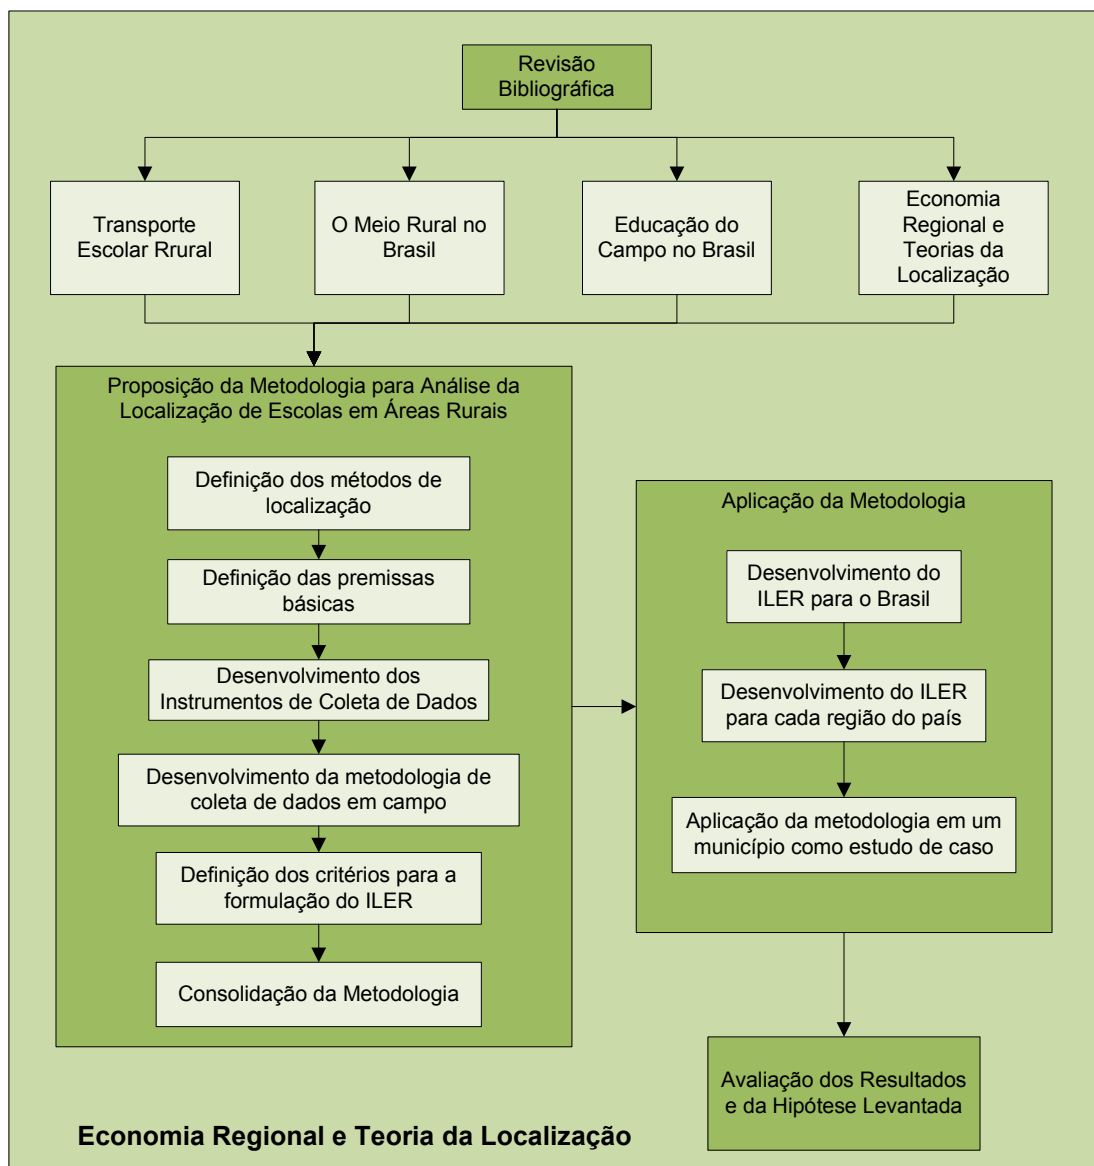 Revisão
Bibliográfica
Transporte
Escolar Rrural
O Meio Rural no
Brasil
Educação do
Campo no Brasil
Economia
Regional e
Teorias da
Localização
Proposição da Metodologia para Análise da
Localização de Escolas em Áreas Rurais
Definição dos métodos de
localização
Definição das premissas
básicas
Desenvolvimento dos
Instrumentos de Coleta de Dados
Desenvolvimento da metodologia de
coleta de dados em campo
Definição dos critérios para a
formulação do ILER
Consolidação da Metodologia
Aplicação da Metodologia
Desenvolvimento do
ILER para o Brasil
Desenvolvimento do ILER
para cada região do país
Aplicação da metodologia em um
município como estudo de caso
Avaliação dos Resultados
e da Hipótese Levantada
Economia Regional e Teoria da Localização